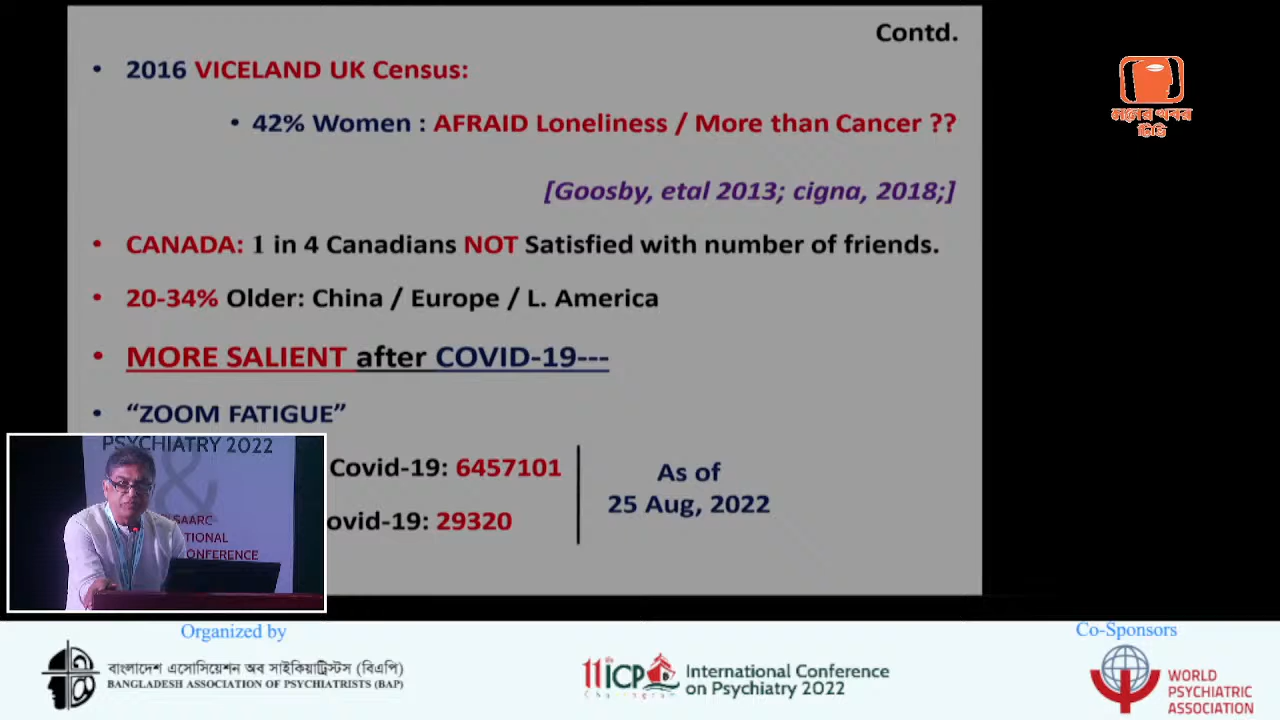 Contd.
• 2016 VICELAND UK Census:
• 42% Women : AFRAID Loneliness / More than Cancer ??
[Goosby, etal 2013; cigna, 2018;]
• CANADA: 1 in 4 Canadians NOT Satisfied with number of friends.
• 20-34% Older: China / Europe / L. America
• MORE SALIENT after COVID-19---
• “ZOOM FATIGUE”
Covid-19: 6457101
ovid-19: 29320
As of
25 Aug, 2022
মনের খবর
টিভি
PSYCHIATRY 2022
&
SAARC
TIONAL
ONFERENCE
Organized by
বাংলাদেশ এসোসিয়েশন অব সাইকিয়াট্রিস্টস (বিএপি)
BANGLADESH ASSOCIATION OF PSYCHIATRISTS (BAP)
11th ICP
International Conference
on Psychiatry 2022
Co-Sponsors
WORLD
PSYCHIATRIC
ASSOCIATION